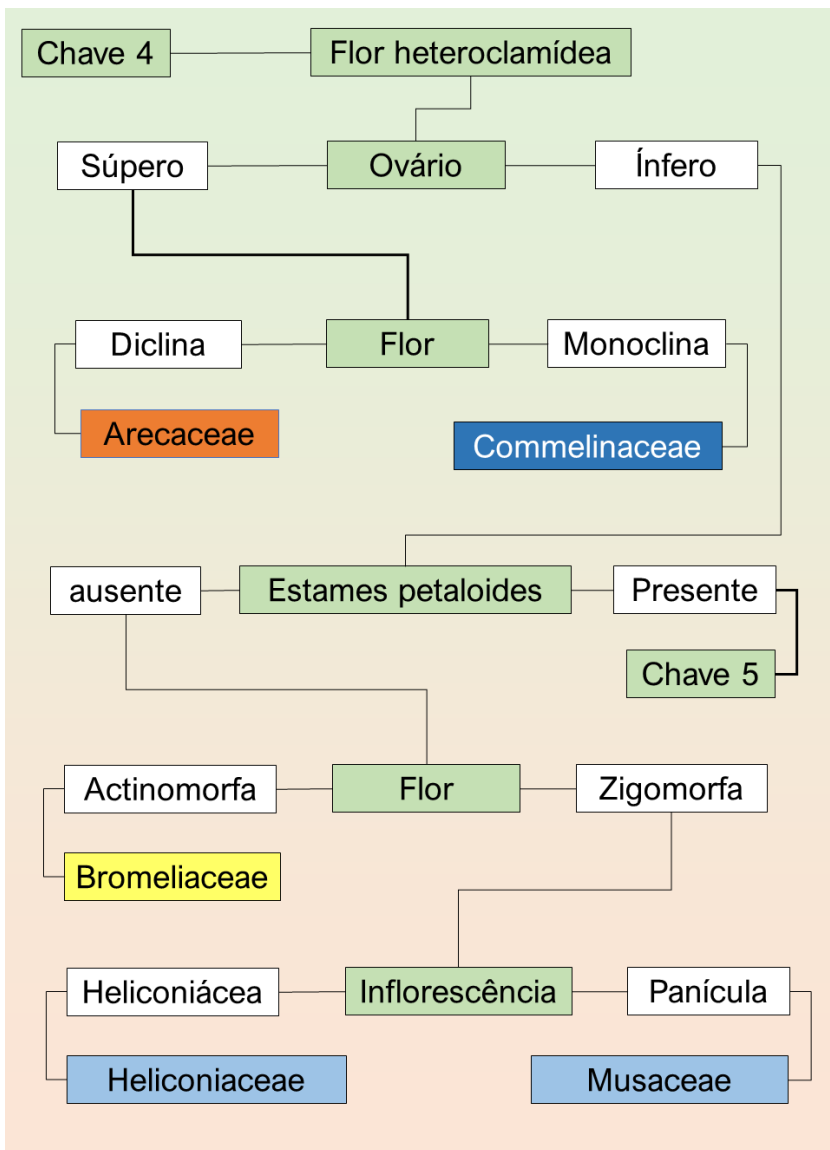 Chave 4
Flor heteroclamídea
Súpero
Ovário
Ínfero
Diclina
Flor
Monoclina
Arecaceae
Commelinaceae
ausente
Estames petaloides
Presente
Chave 5
Actinomorfa
Flor
Zigomorfa
Bromeliaceae
Heliconiácea
Inflorescência
Panícula
Heliconiaceae
Musaceae